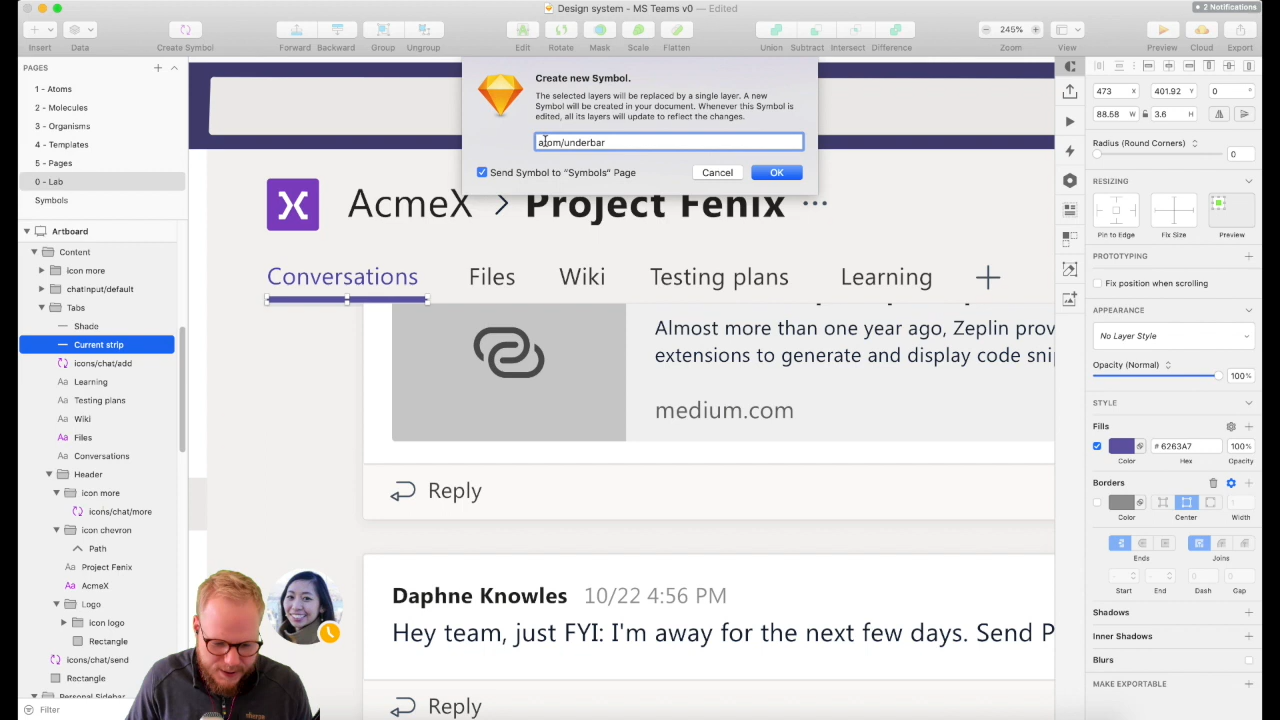 Design system - MS Teams v0 — Edited
2 Notifications
Insert
Data
Create Symbol
Forward
Backward
Group
Ungroup
Edit
Rotate
Mask
Scale
Flatten
Union
Subtract
Intersect
Difference
245%
Zoom
View
Preview
Cloud
Export
PAGES
1 - Atoms
2 - Molecules
3 - Organisms
4 - Templates
5 - Pages
0 - Lab
Symbols
Artboard
Content
icon more
chatInput/default
Tabs
Shade
Current strip
icons/chat/add
Aa Learning
Aa Testing plans
Aa Wiki
Aa Files
Aa Conversations
Header
icon more
icons/chat/more
icon chevron
Path
Aa Project Fenix
Aa AcmeX
Logo
icon logo
Rectangle
icons/chat/send
Rectangle
Personal Sidebar
Filter
Create new Symbol.
The selected layers will be replaced by a single layer. A new
Symbol will be created in your document. Whenever this Symbol is
edited, all its layers will update to reflect the changes.
atom/underbar
Send Symbol to “Symbols” Page
Cancel
OK
AcmeX > Project Fenix ...
Conversations
Files
Wiki
Testing plans
Learning
Almost more than one year ago, Zeplin prov
extensions to generate and display code snip
medium.com
Reply
Daphne Knowles 10/22 4:56 PM
Hey team, just FYI: I'm away for the next few days. Send P
Reply
473 X
401.92 Y
0 °
88.58 W
3.6 H
Radius (Round Corners)
0
RESIZING
Pin to Edge
Fix Size
Preview
PROTOTYPING
Fix position when scrolling
APPEARANCE
No Layer Style
Opacity (Normal)
100%
STYLE
Fills
# 6263A7
100%
Color
Hex
Opacity
Borders
Color
Center
Width
Ends
Joins
0
0
Start
End
Dash
Gap
Shadows
Inner Shadows
Blurs
MAKE EXPORTABLE